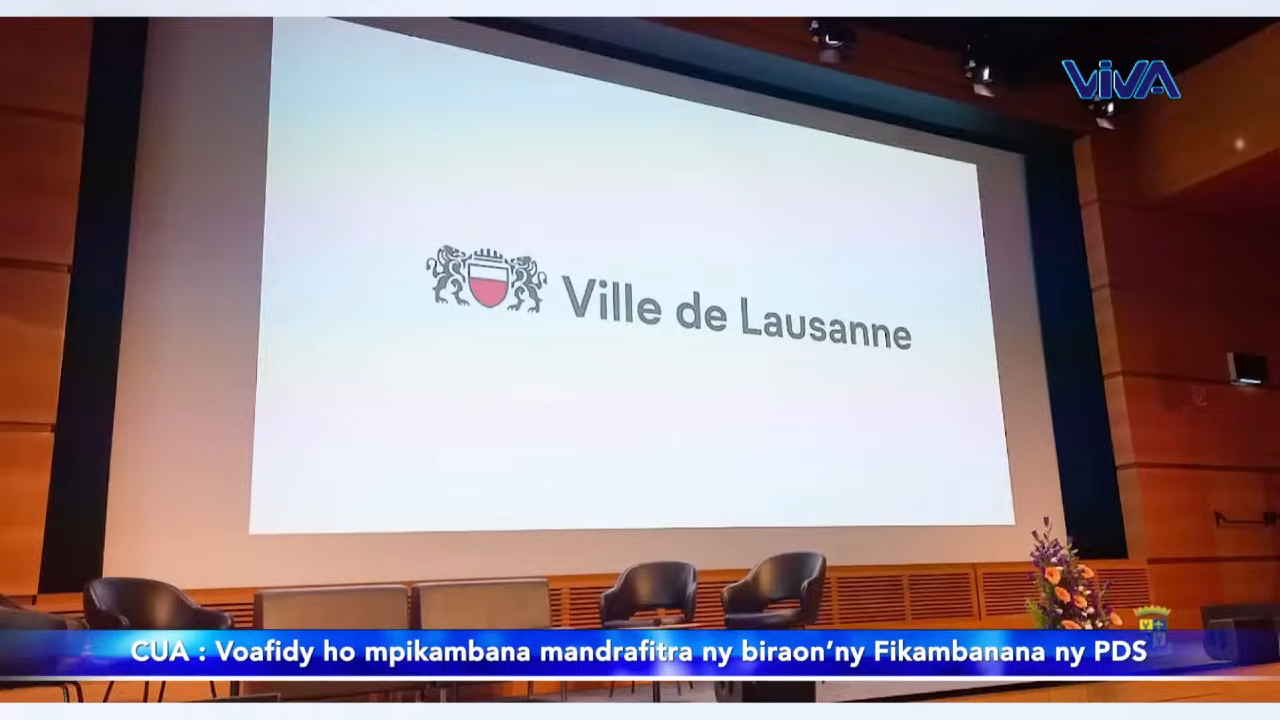 ViVA
Ville de Lausanne
CUA : Voafidy ho mpikambana mandrafitra ny biraon’ny Fikambanana ny PDS